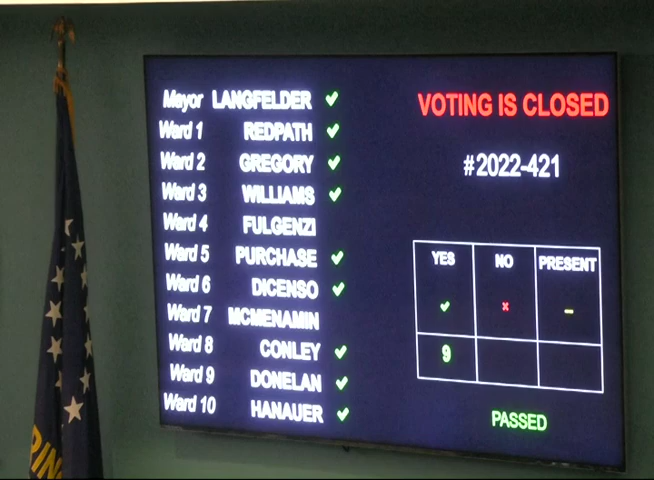 Mayor LANGFELDER ✓
Ward 1 REDPATH ✓
Ward 2 GREGORY ✓
Ward 3 WILLIAMS ✓
Ward 4 FULGENZI
Ward 5 PURCHASE ✓
Ward 6 DICENSO ✓
Ward 7 MCMENAMIN
Ward 8 CONLEY ✓
Ward 9 DONELAN ✓
Ward 10 HANAUER ✓
VOTING IS CLOSED
#2022-421
YES NO PRESENT
✓ × –
9
PASSED